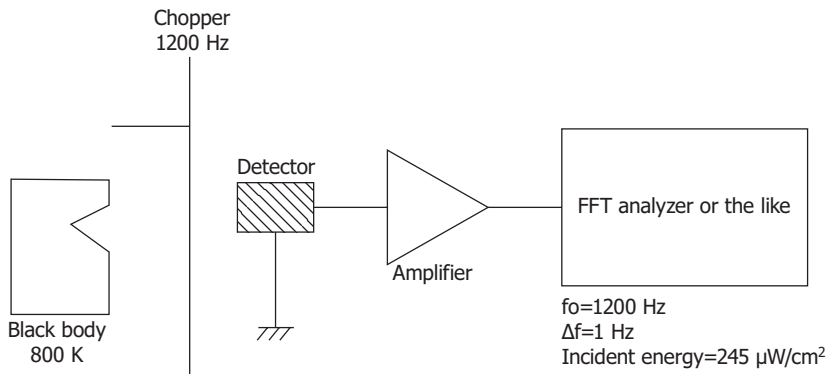 Chopper
1200 Hz
Detector
FFT analyzer or the like
Amplifier
Black body
800 K
fo=1200 Hz
Δf=1 Hz
Incident energy=245 μW/cm²